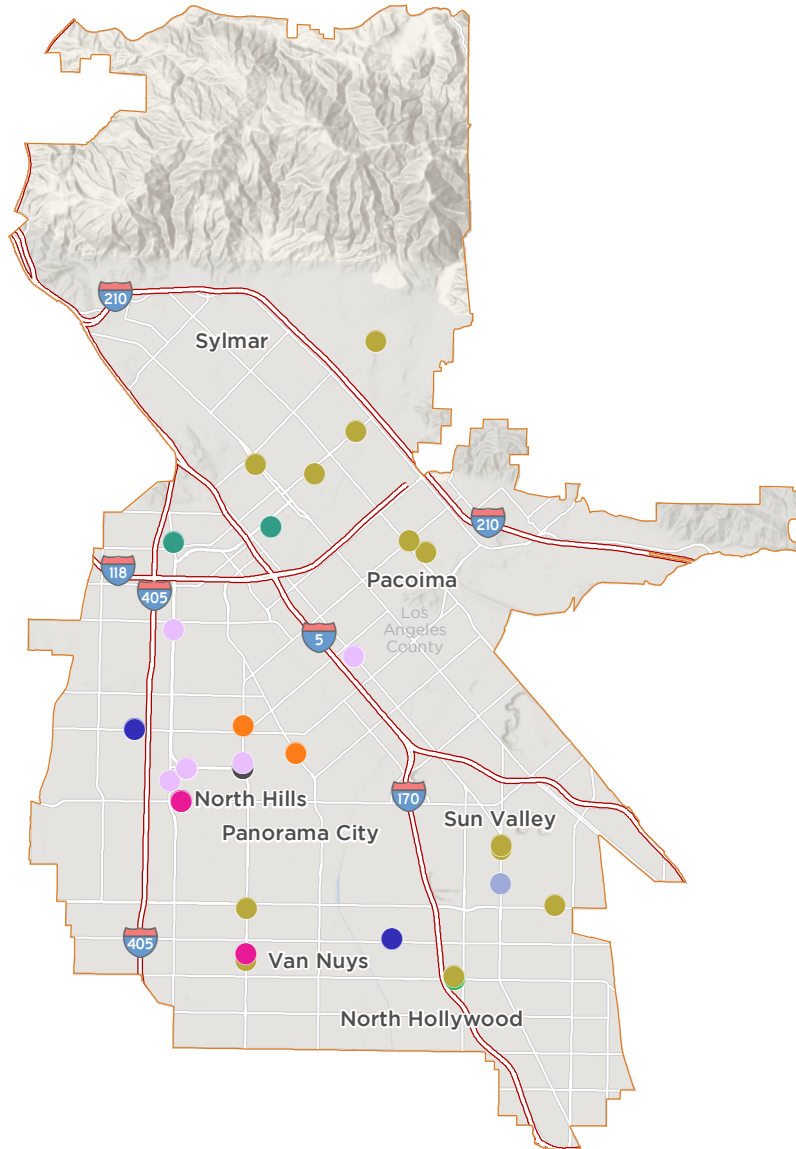 210
Sylmar
210
118
Pacoima
405
Los
Angeles
County
5
North Hills
170
Sun Valley
Panorama City
405
Van Nuys
North Hollywood